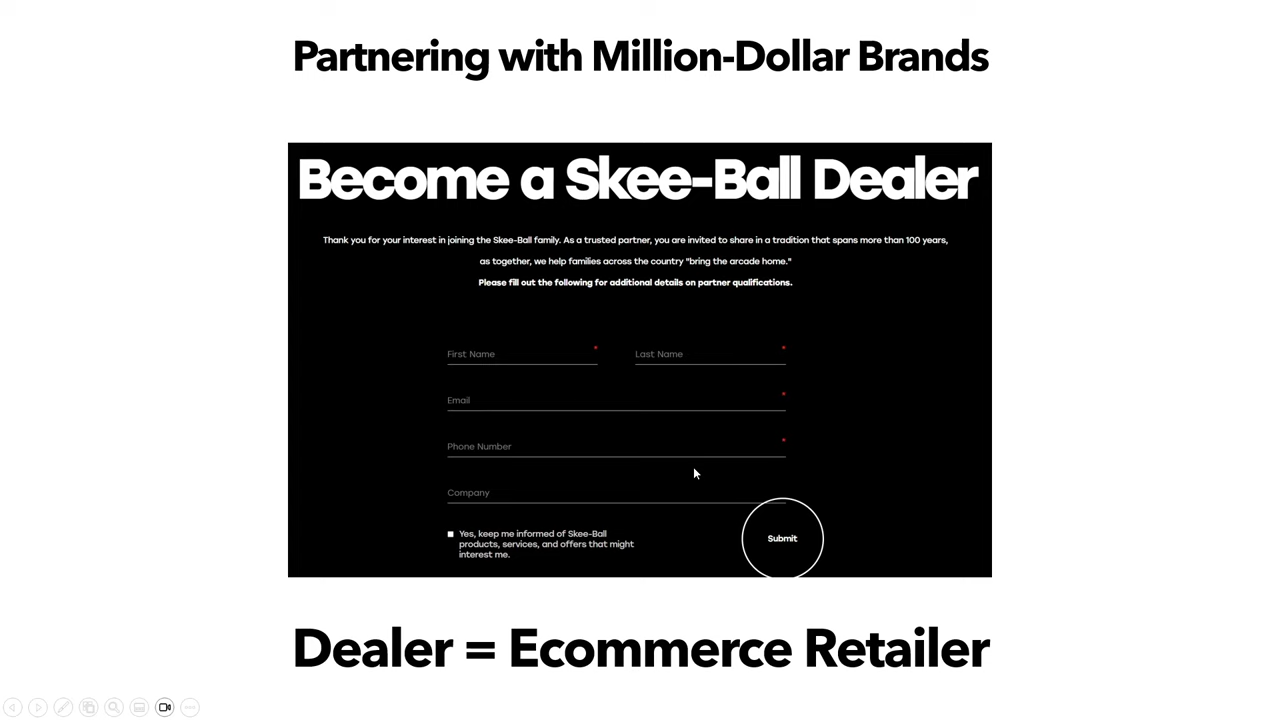 Partnering with Million-Dollar Brands
Become a Skee-Ball Dealer
Thank you for your interest in joining the Skee-Ball family. As a trusted partner, you are invited to share in a tradition that spans more than 100 years,
as together, we help families across the country "bring the arcade home."
Please fill out the following for additional details on partner qualifications.
First Name *
Last Name *
Email *
Phone Number *
Company
Yes, keep me informed of Skee-Ball
products, services, and offers that might
interest me.
Submit
Dealer = Ecommerce Retailer